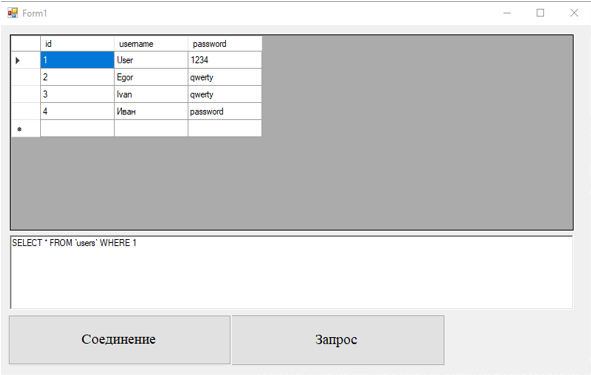 Form1
id username password
1 User 1234
2 Egor qwerty
3 Ivan qwerty
4 Иван password
SELECT * FROM `users` WHERE 1
Соединение Запрос